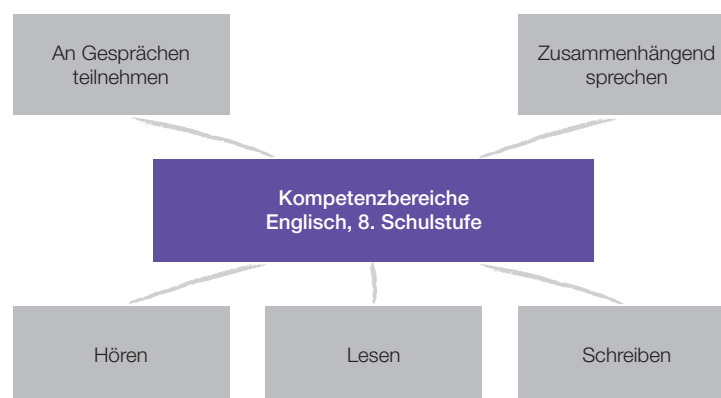 An Gesprächen
teilnehmen
Zusammenhängend
sprechen
Kompetenzbereiche
Englisch, 8. Schulstufe
Hören
Lesen
Schreiben